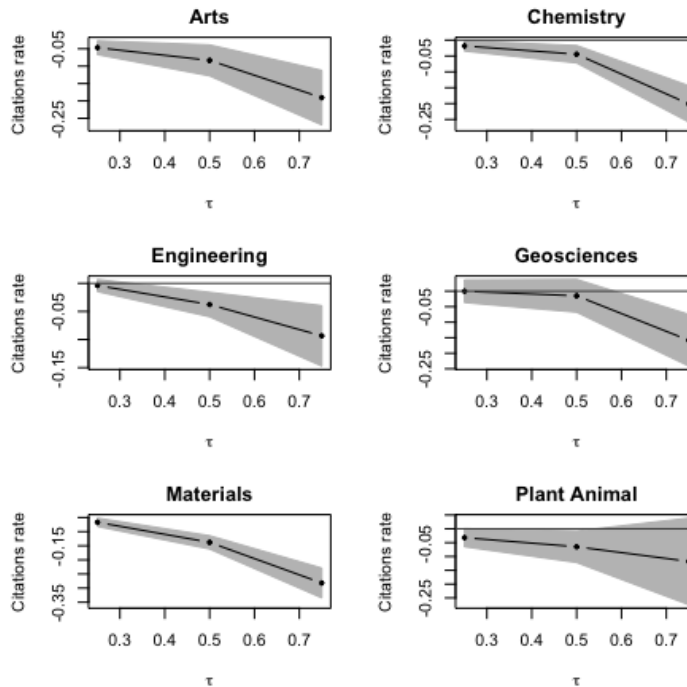 Arts
Citations rate
-0.05
-0.25
0.3 0.4 0.5 0.6 0.7
τ
Chemistry
Citations rate
-0.05
-0.25
0.3 0.4 0.5 0.6 0.7
τ
Engineering
Citations rate
-0.05
-0.15
0.3 0.4 0.5 0.6 0.7
τ
Geosciences
Citations rate
-0.05
-0.25
0.3 0.4 0.5 0.6 0.7
τ
Materials
Citations rate
-0.15
-0.35
0.3 0.4 0.5 0.6 0.7
τ
Plant Animal
Citations rate
-0.05
-0.25
0.3 0.4 0.5 0.6 0.7
τ